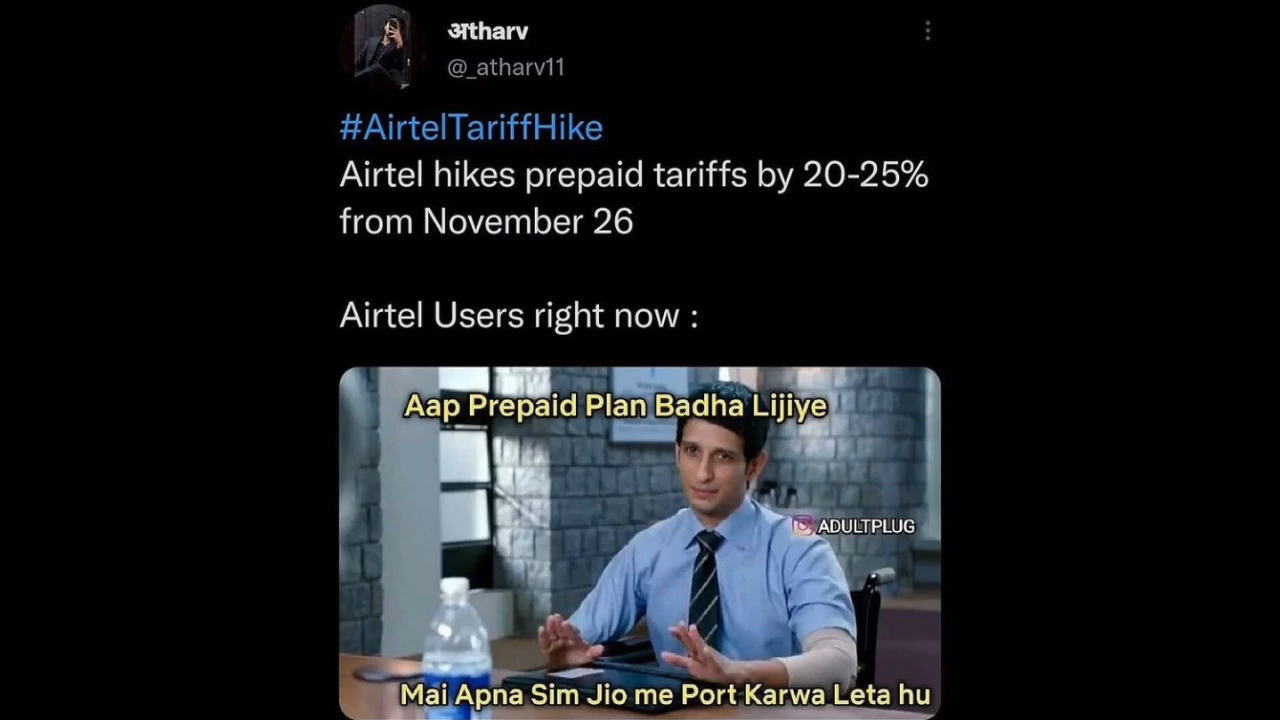 अtharv
@_atharv11
#AirtelTariffHike
Airtel hikes prepaid tariffs by 20-25%
from November 26
Airtel Users right now :
Aap Prepaid Plan Badha Lijiye
ADULTPLUG
Mai Apna Sim Jio me Port Karwa Leta hu